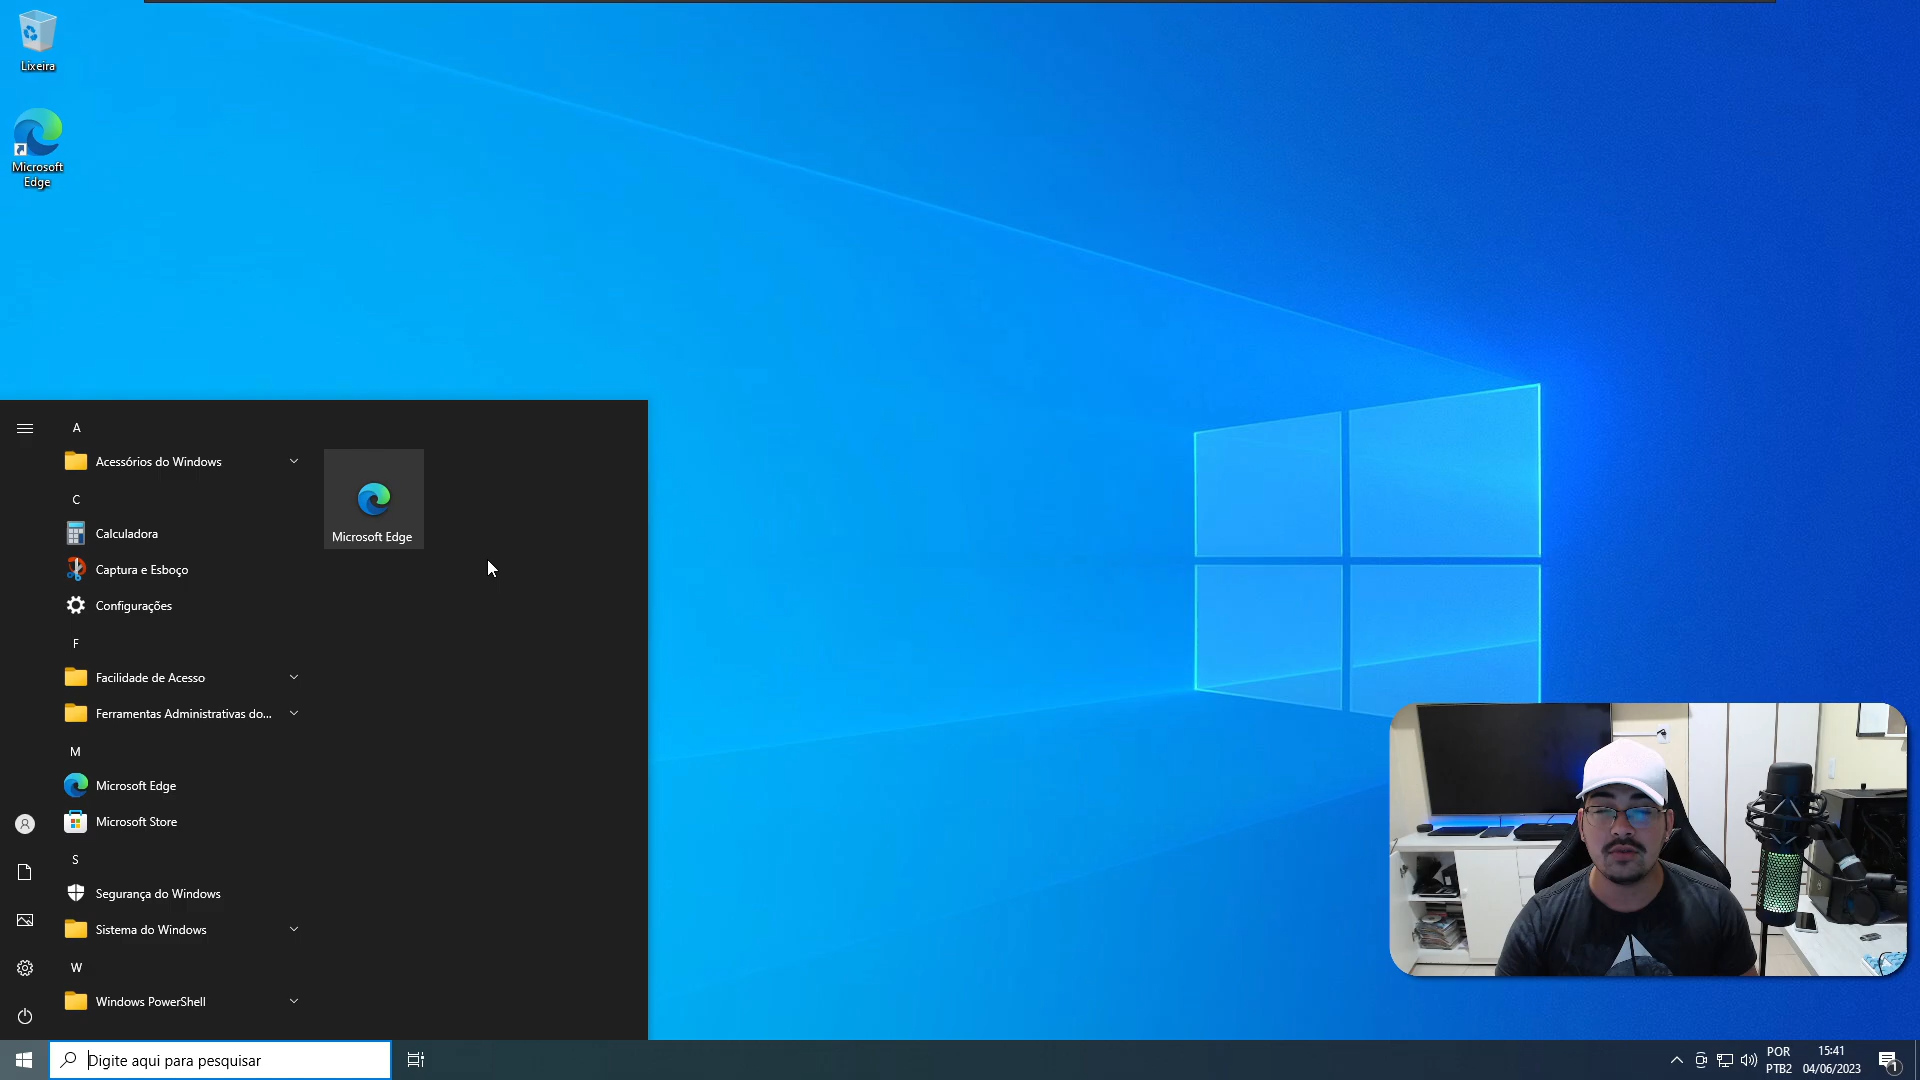 Lixeira
Microsoft
Edge
A
Acessórios do Windows
C
Calculadora
Captura e Esboço
Configurações
F
Facilidade de Acesso
Ferramentas Administrativas do...
M
Microsoft Edge
Microsoft Store
S
Segurança do Windows
Sistema do Windows
W
Windows PowerShell
Microsoft Edge
Digite aqui para pesquisar
POR
PTB2
15:41
04/06/2023
1